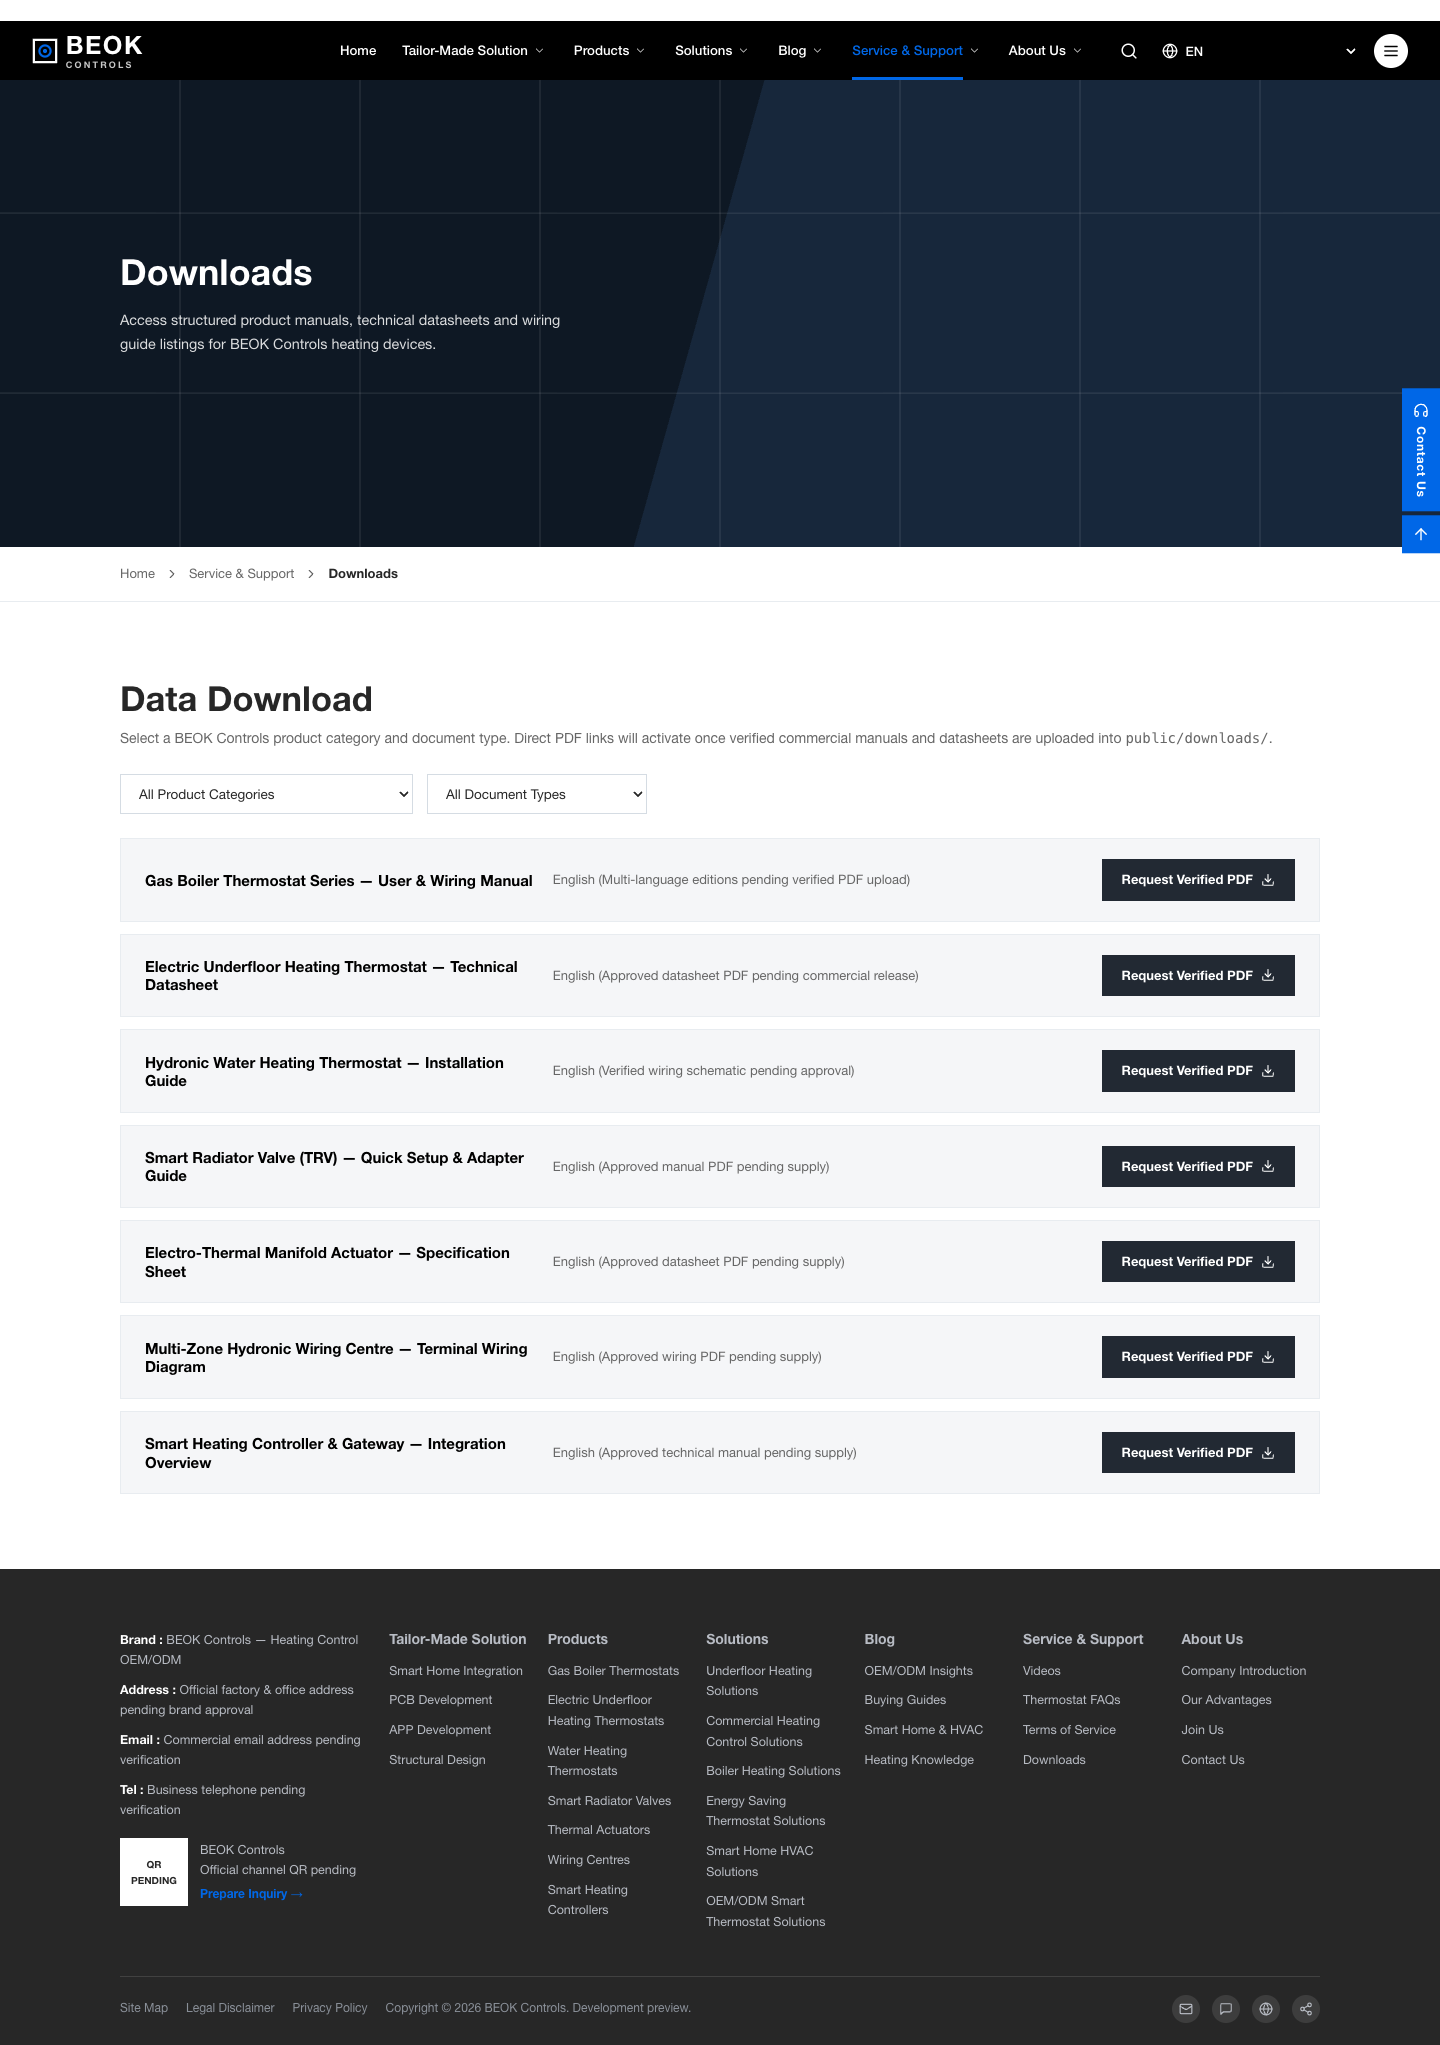 BEOK
CONTROLS
Home
Tailor-Made Solution
Products
Solutions
Blog
Service & Support
About Us
EN
Downloads
Access structured product manuals, technical datasheets and wiring
guide listings for BEOK Controls heating devices.
Contact Us
Home
Service & Support
Downloads
Data Download
Select a BEOK Controls product category and document type. Direct PDF links will activate once verified commercial manuals and datasheets are uploaded into public/downloads/.
All Product Categories
All Document Types
Gas Boiler Thermostat Series — User & Wiring Manual
English (Multi-language editions pending verified PDF upload)
Request Verified PDF
Electric Underfloor Heating Thermostat — Technical
Datasheet
English (Approved datasheet PDF pending commercial release)
Request Verified PDF
Hydronic Water Heating Thermostat — Installation
Guide
English (Verified wiring schematic pending approval)
Request Verified PDF
Smart Radiator Valve (TRV) — Quick Setup & Adapter
Guide
English (Approved manual PDF pending supply)
Request Verified PDF
Electro-Thermal Manifold Actuator — Specification
Sheet
English (Approved datasheet PDF pending supply)
Request Verified PDF
Multi-Zone Hydronic Wiring Centre — Terminal Wiring
Diagram
English (Approved wiring PDF pending supply)
Request Verified PDF
Smart Heating Controller & Gateway — Integration
Overview
English (Approved technical manual pending supply)
Request Verified PDF
Brand : BEOK Controls — Heating Control
OEM/ODM
Address : Official factory & office address
pending brand approval
Email : Commercial email address pending
verification
Tel : Business telephone pending
verification
QR
PENDING
BEOK Controls
Official channel QR pending
Prepare Inquiry →
Tailor-Made Solution
Smart Home Integration
PCB Development
APP Development
Structural Design
Products
Gas Boiler Thermostats
Electric Underfloor
Heating Thermostats
Water Heating
Thermostats
Smart Radiator Valves
Thermal Actuators
Wiring Centres
Smart Heating
Controllers
Solutions
Underfloor Heating
Solutions
Commercial Heating
Control Solutions
Boiler Heating Solutions
Energy Saving
Thermostat Solutions
Smart Home HVAC
Solutions
OEM/ODM Smart
Thermostat Solutions
Blog
OEM/ODM Insights
Buying Guides
Smart Home & HVAC
Heating Knowledge
Service & Support
Videos
Thermostat FAQs
Terms of Service
Downloads
About Us
Company Introduction
Our Advantages
Join Us
Contact Us
Site Map
Legal Disclaimer
Privacy Policy
Copyright © 2026 BEOK Controls. Development preview.